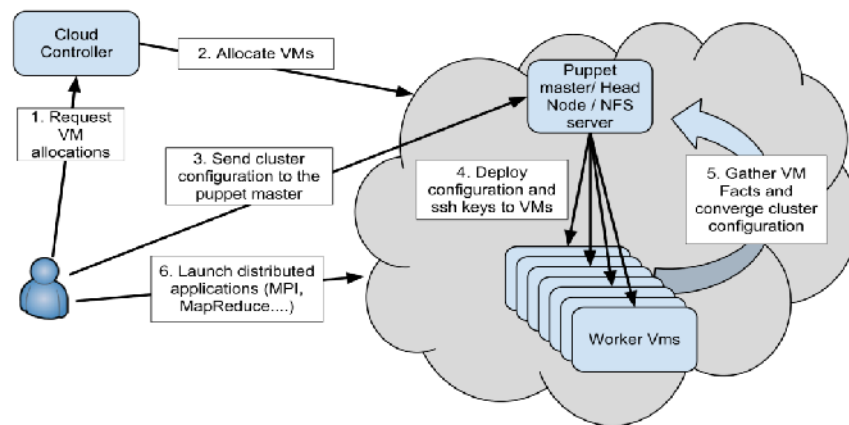 Cloud
Controller
2. Allocate VMs
Puppet
master/ Head
Node / NFS
server
1. Request
VM
allocations
3. Send cluster
configuration to the
puppet master
4. Deploy
configuration and
ssh keys to VMs
5. Gather VM
Facts and
converge cluster
configuration
6. Launch distributed
applications (MPI,
MapReduce....)
Worker Vms